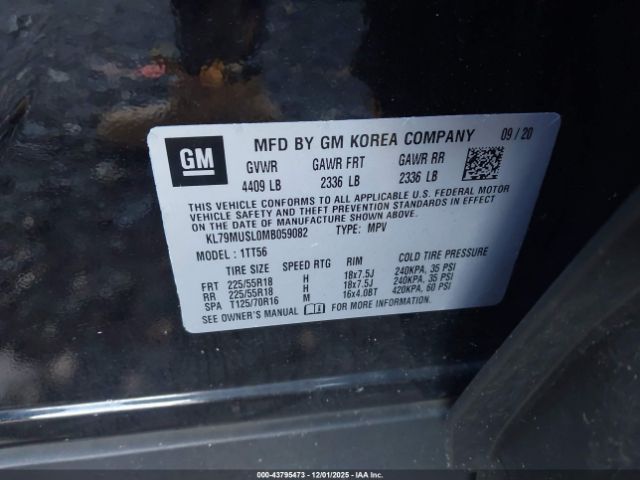 GM
MFD BY GM KOREA COMPANY 09/20
GVWR GAWR FRT GAWR RR
4409 LB 2336 LB 2336 LB
THIS VEHICLE CONFORMS TO ALL APPLICABLE U.S. FEDERAL MOTOR
VEHICLE SAFETY AND THEFT PREVENTION STANDARDS IN EFFECT
ON THE DATE OF MANUFACTURE SHOWN ABOVE.
KL79MUSL0MB059082 TYPE: MPV
MODEL: 1TT56
TIRE SIZE SPEED RTG RIM COLD TIRE PRESSURE
FRT 225/55R18 H 18x7.5J 240KPA, 35 PSI
RR 225/55R18 H 18x7.5J 240KPA, 35 PSI
SPA T125/70R16 M 16x4.0BT 420KPA, 60 PSI
SEE OWNER'S MANUAL FOR MORE INFORMATION.
000-43795473 - 12/01/2025 - IAAI.COM